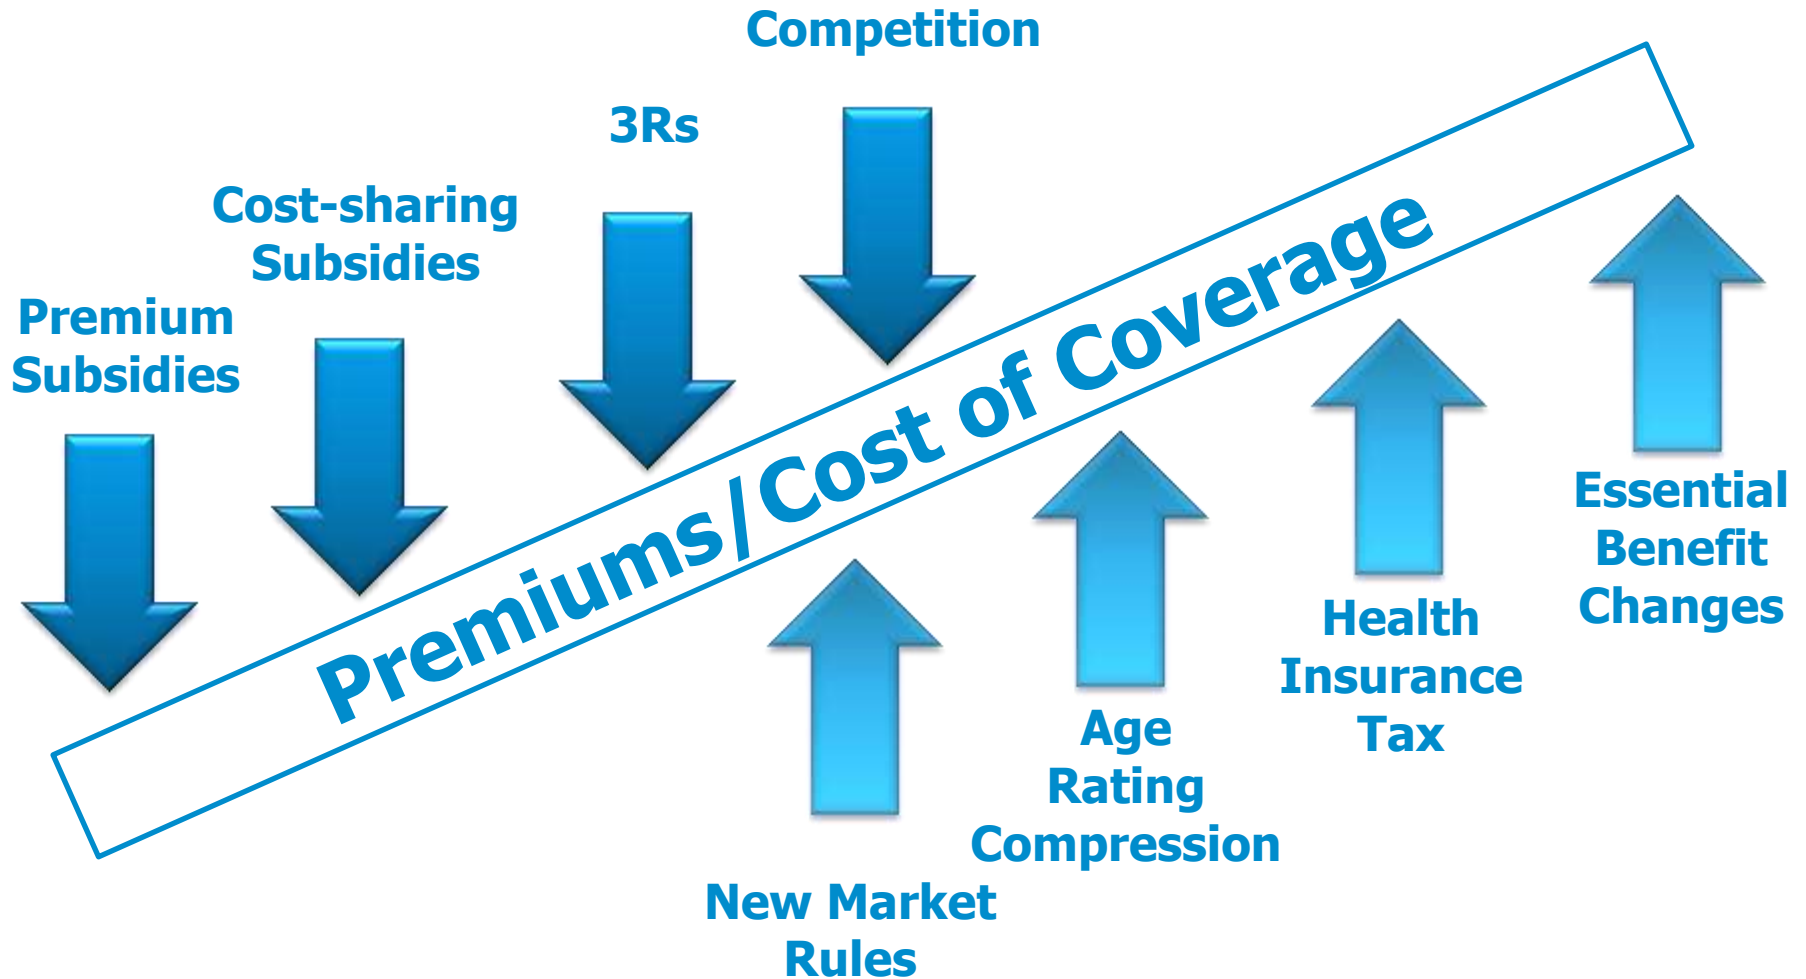 Competition
3Rs
Cost-sharing
Subsidies
Premium
Subsidies
Premiums/Cost of Coverage
Essential
Benefit
Changes
Health
Insurance
Tax
Age
Rating
Compression
New Market
Rules